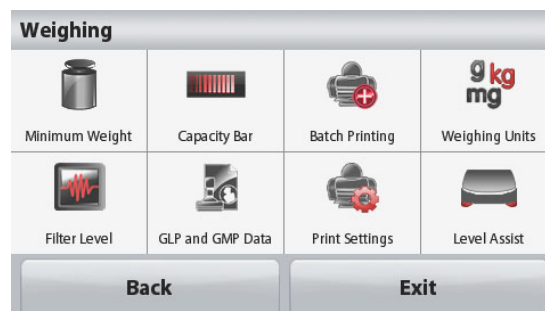 Weighing
g kg
mg
Minimum Weight Capacity Bar Batch Printing Weighing Units
Filter Level GLP and GMP Data Print Settings Level Assist
Back Exit